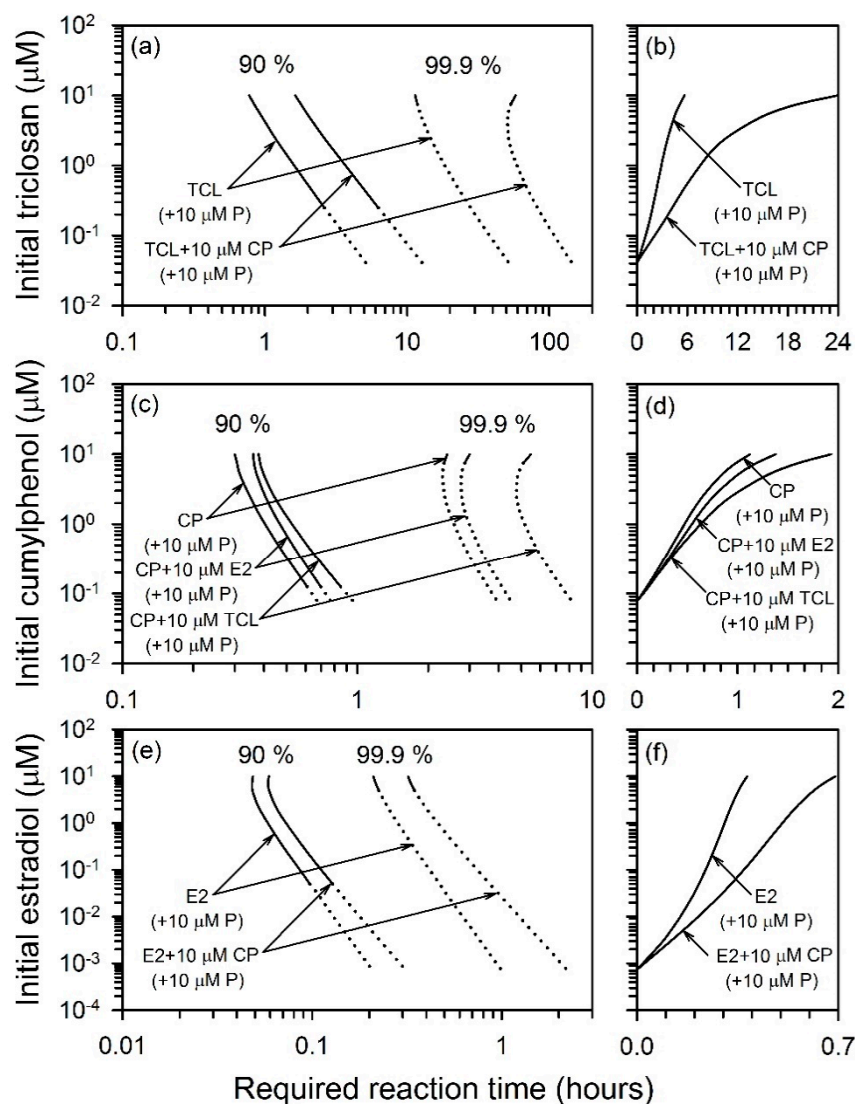 Initial triclosan (μM)
10²
10¹
10⁰
10⁻¹
10⁻²
(a)
90 %
99.9 %
TCL
(+10 μM P)
TCL+10 μM CP
(+10 μM P)
0.1
1
10
100
(b)
TCL
(+10 μM P)
TCL+10 μM CP
(+10 μM P)
0 6 12 18 24
Initial cumylphenol (μM)
10²
10¹
10⁰
10⁻¹
10⁻²
(c)
90 %
99.9 %
CP
(+10 μM P)
CP+10 μM E2
(+10 μM P)
CP+10 μM TCL
(+10 μM P)
0.1
1
10
(d)
CP
(+10 μM P)
CP+10 μM E2
(+10 μM P)
CP+10 μM TCL
(+10 μM P)
0 1 2
Initial estradiol (μM)
10²
10¹
10⁰
10⁻¹
10⁻²
10⁻³
10⁻⁴
(e)
90 %
99.9 %
E2
(+10 μM P)
E2+10 μM CP
(+10 μM P)
0.01
0.1
1
(f)
E2
(+10 μM P)
E2+10 μM CP
(+10 μM P)
0.0 0.7
Required reaction time (hours)